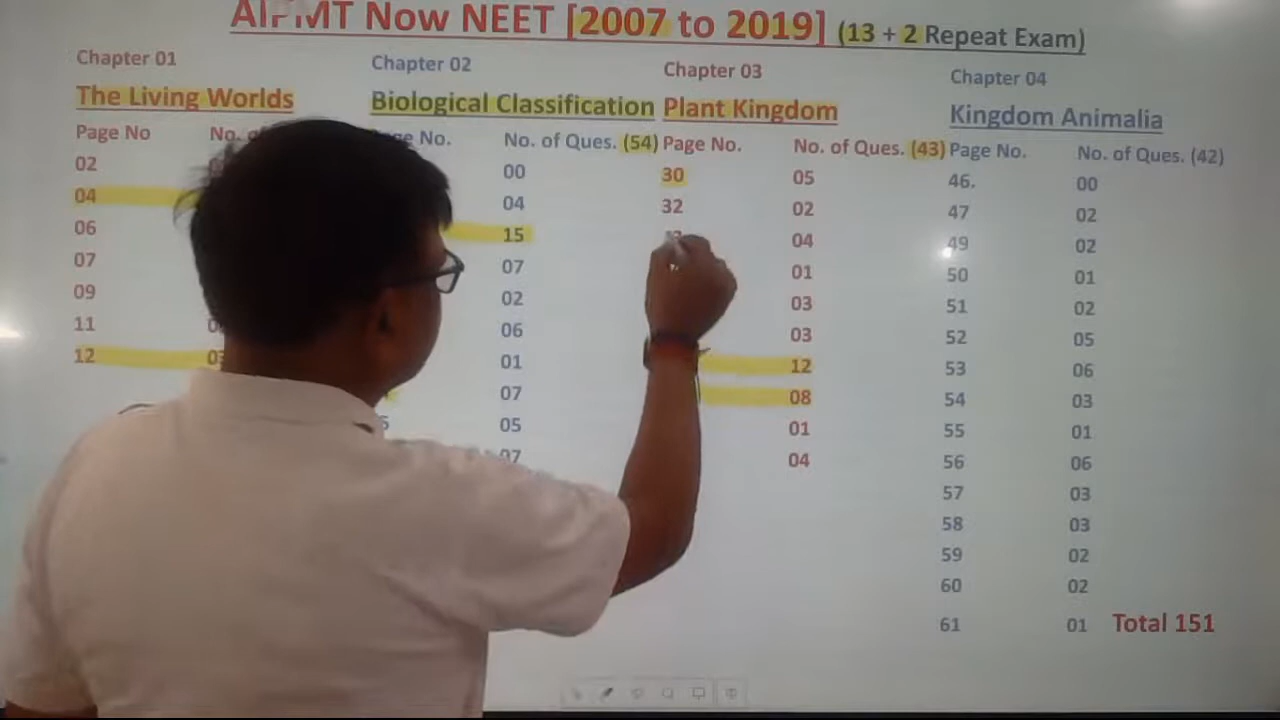 AIPMT Now NEET [2007 to 2019] (13 + 2 Repeat Exam)
Chapter 01
The Living Worlds
Page No No.
02
04
06
07
09
11
12 03
Chapter 02
Biological Classification
No. No. of Ques. (54)
00
04
15
07
02
06
01
07
05
07
Chapter 03
Plant Kingdom
Page No. No. of Ques. (43)
30 05
32 02
04
01
03
03
12
08
01
04
Chapter 04
Kingdom Animalia
Page No. No. of Ques. (42)
46. 00
47 02
49 02
50 01
51 02
52 05
53 06
54 03
55 01
56 06
57 03
58 03
59 02
60 02
61 01 Total 151